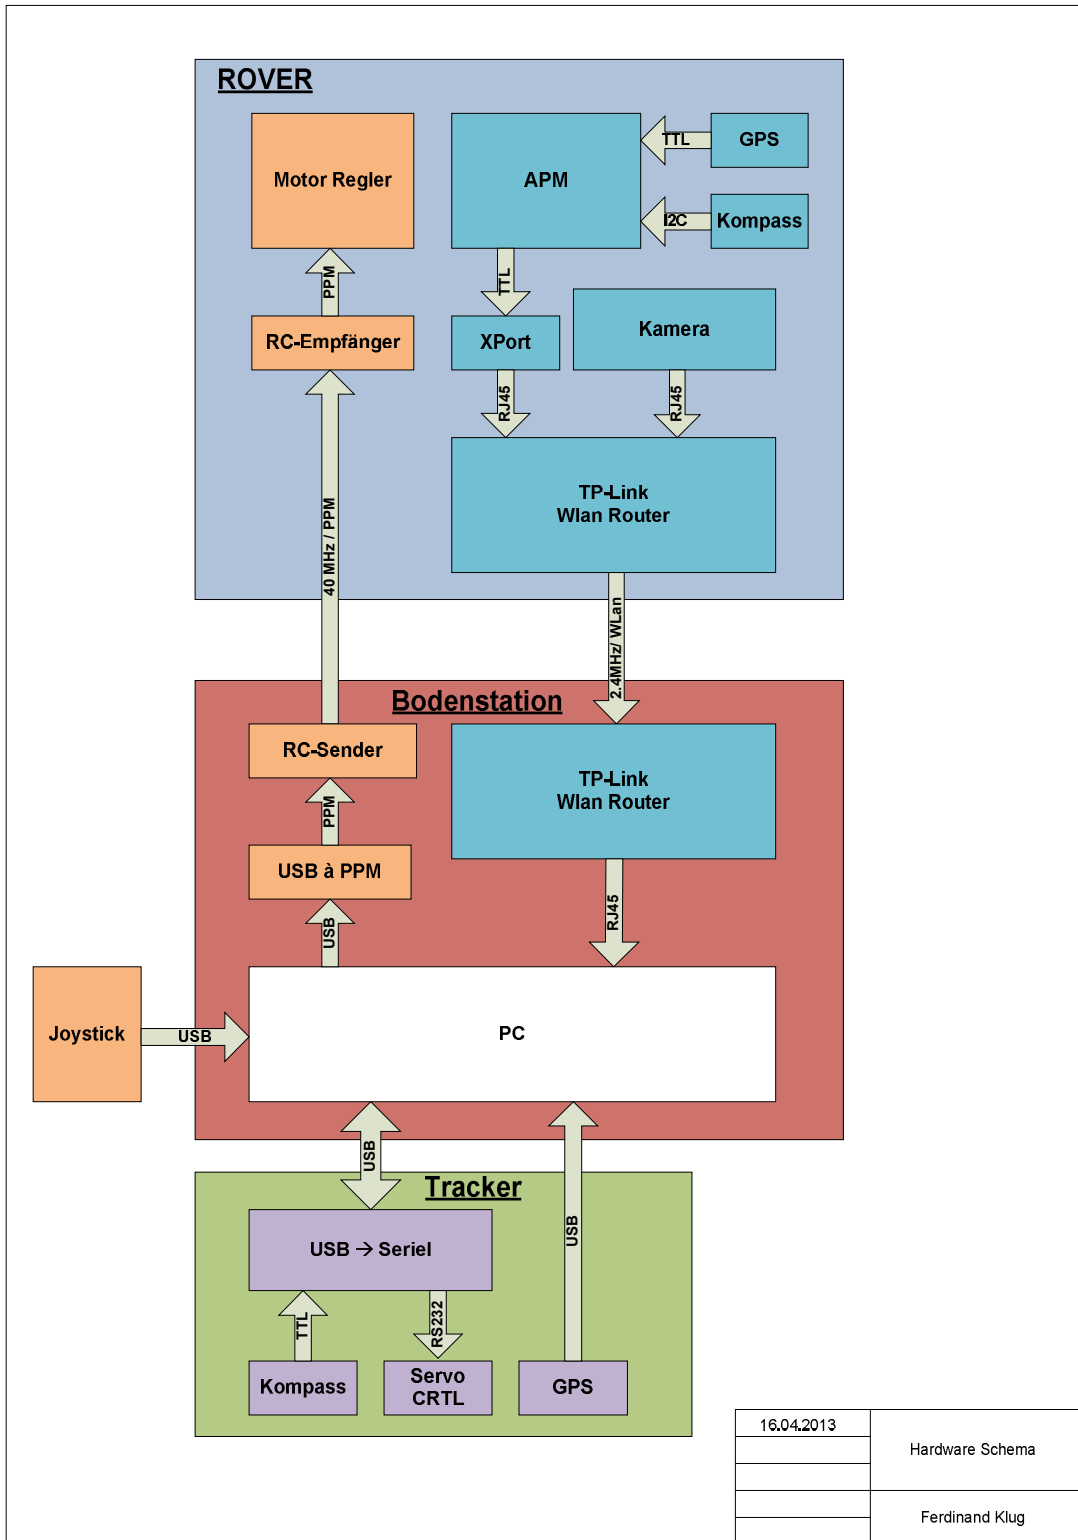 ROVER
Motor Regler
APM
TTL
GPS
I2C
Kompass
PPM
TTL
RC-Empfänger
XPort
Kamera
RJ45
RJ45
TP-Link
Wlan Router
40 MHz / PPM
2.4MHz/ WLan
Bodenstation
RC-Sender
TP-Link
Wlan Router
PPM
USB à PPM
USB
RJ45
Joystick
USB
PC
USB
USB
Tracker
USB → Seriel
TTL
RS232
Kompass
Servo
CRTL
GPS
16.04.2013
Hardware Schema
Ferdinand Klug